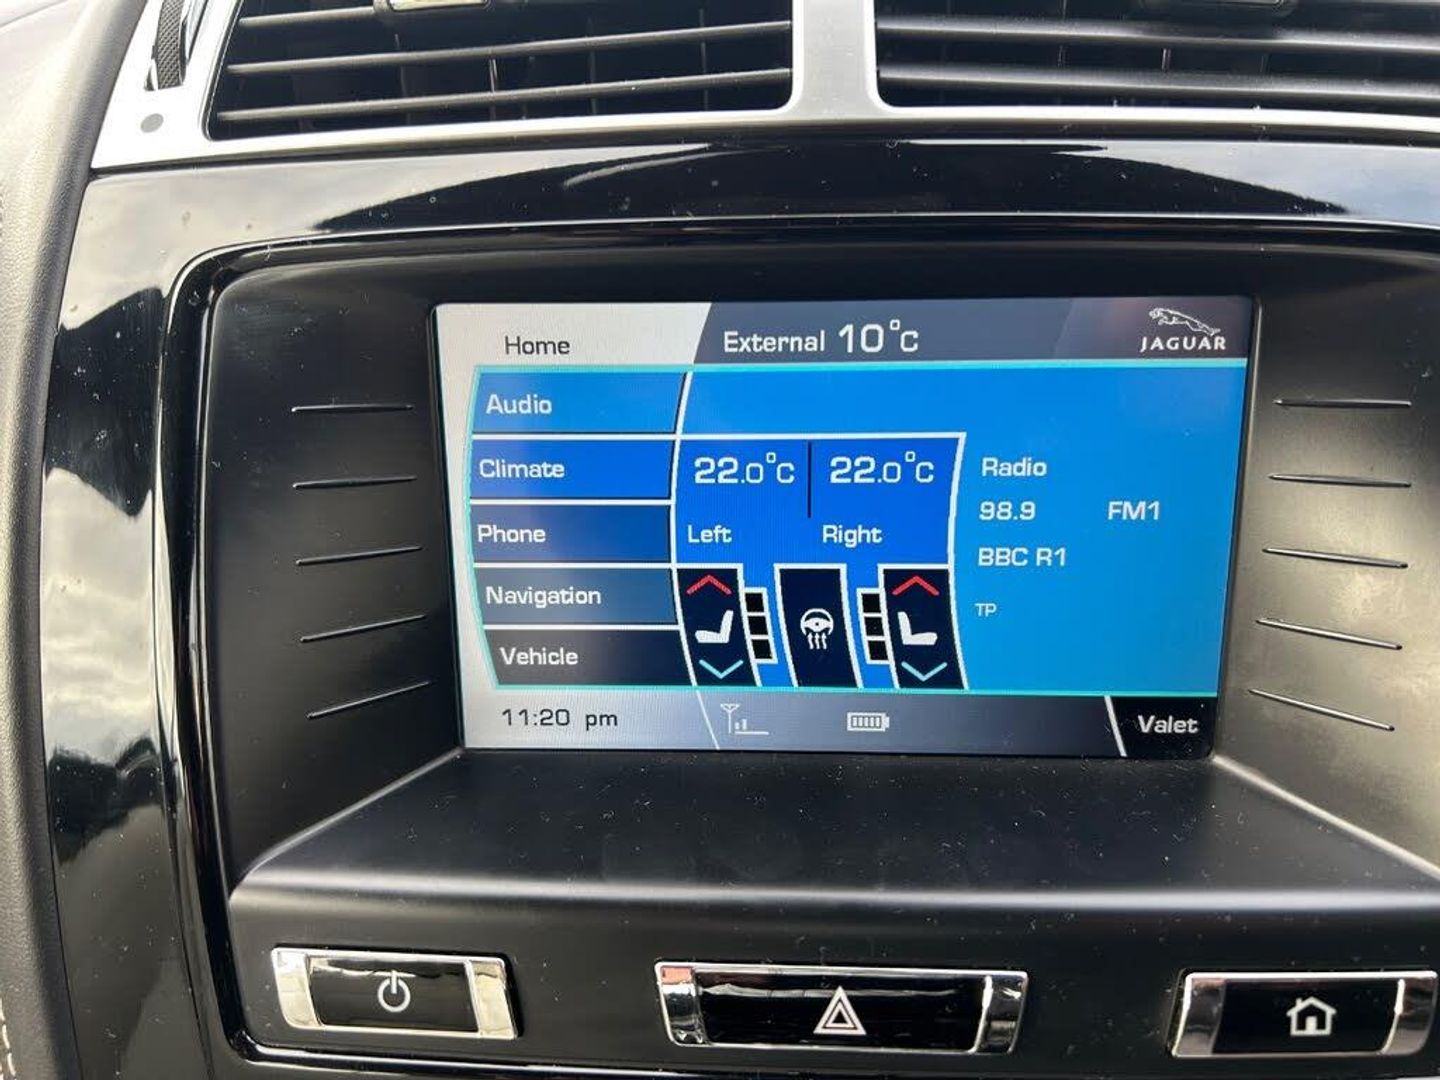 Home
External 10°C
JAGUAR
Audio
Climate
22.0°C
22.0°C
Left
Right
Radio
98.9 FM1
BBC R1
TP
Phone
Navigation
Vehicle
11:20 pm
Valet